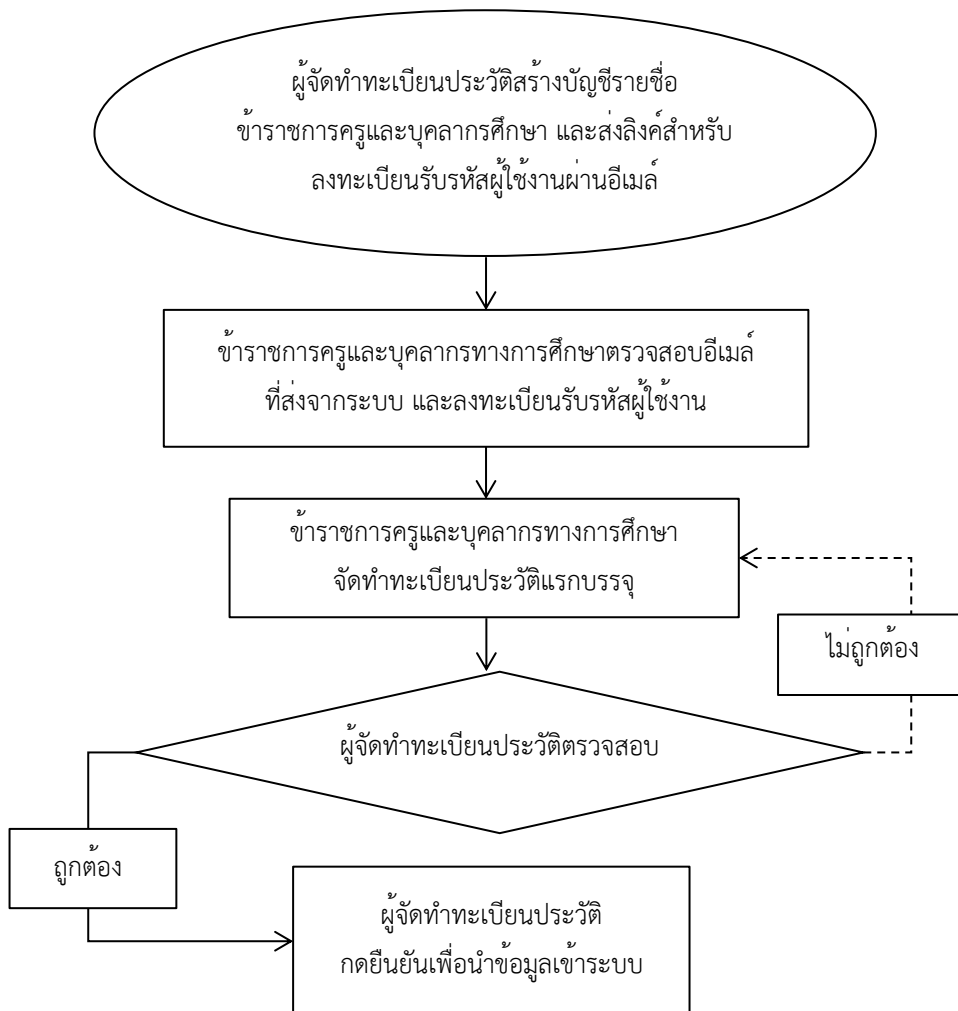 ผู้จัดทำทะเบียนประวัติสร้างบัญชีรายชื่อ
ข้าราชการครูและบุคลากรศึกษา และส่งลิงค์สำหรับ
ลงทะเบียนรับรหัสผู้ใช้งานผ่านอีเมล์
ข้าราชการครูและบุคลากรทางการศึกษาตรวจสอบอีเมล์
ที่ส่งจากระบบ และลงทะเบียนรับรหัสผู้ใช้งาน
ข้าราชการครูและบุคลากรทางการศึกษา
จัดทำทะเบียนประวัติแรกบรรจุ
ไม่ถูกต้อง
ผู้จัดทำทะเบียนประวัติตรวจสอบ
ถูกต้อง
ผู้จัดทำทะเบียนประวัติ
กดยืนยันเพื่อนำข้อมูลเข้าระบบ